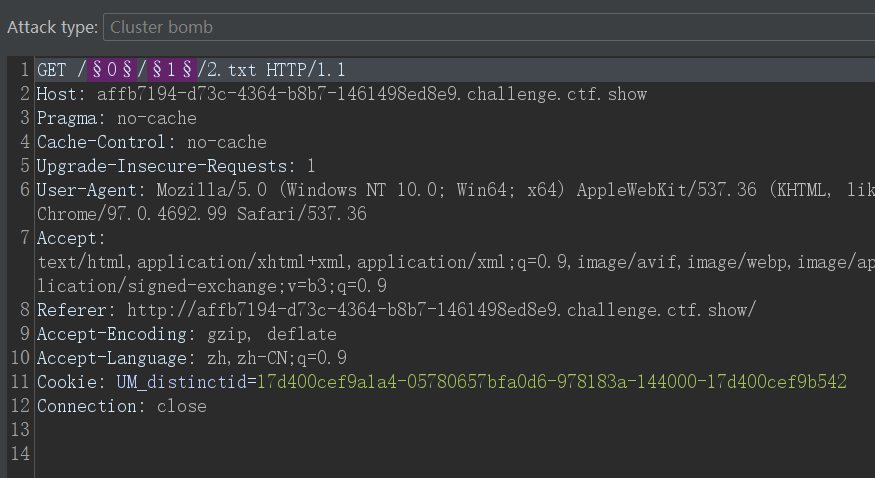 Attack type: Cluster bomb
1 GET /§0§/§1§/2.txt HTTP/1.1
2 Host: affb7194-d73c-4364-b8b7-1461498ed8e9.challenge.ctf.show
3 Pragma: no-cache
4 Cache-Control: no-cache
5 Upgrade-Insecure-Requests: 1
6 User-Agent: Mozilla/5.0 (Windows NT 10.0; Win64; x64) AppleWebKit/537.36 (KHTML, lik
Chrome/97.0.4692.99 Safari/537.36
7 Accept:
text/html,application/xhtml+xml,application/xml;q=0.9,image/avif,image/webp,image/ap
lication/signed-exchange;v=b3;q=0.9
8 Referer: http://affb7194-d73c-4364-b8b7-1461498ed8e9.challenge.ctf.show/
9 Accept-Encoding: gzip, deflate
10 Accept-Language: zh,zh-CN;q=0.9
11 Cookie: UM_distinctid=17d400cef9a1a4-05780657bfa0d6-978183a-144000-17d400cef9b542
12 Connection: close
13
14